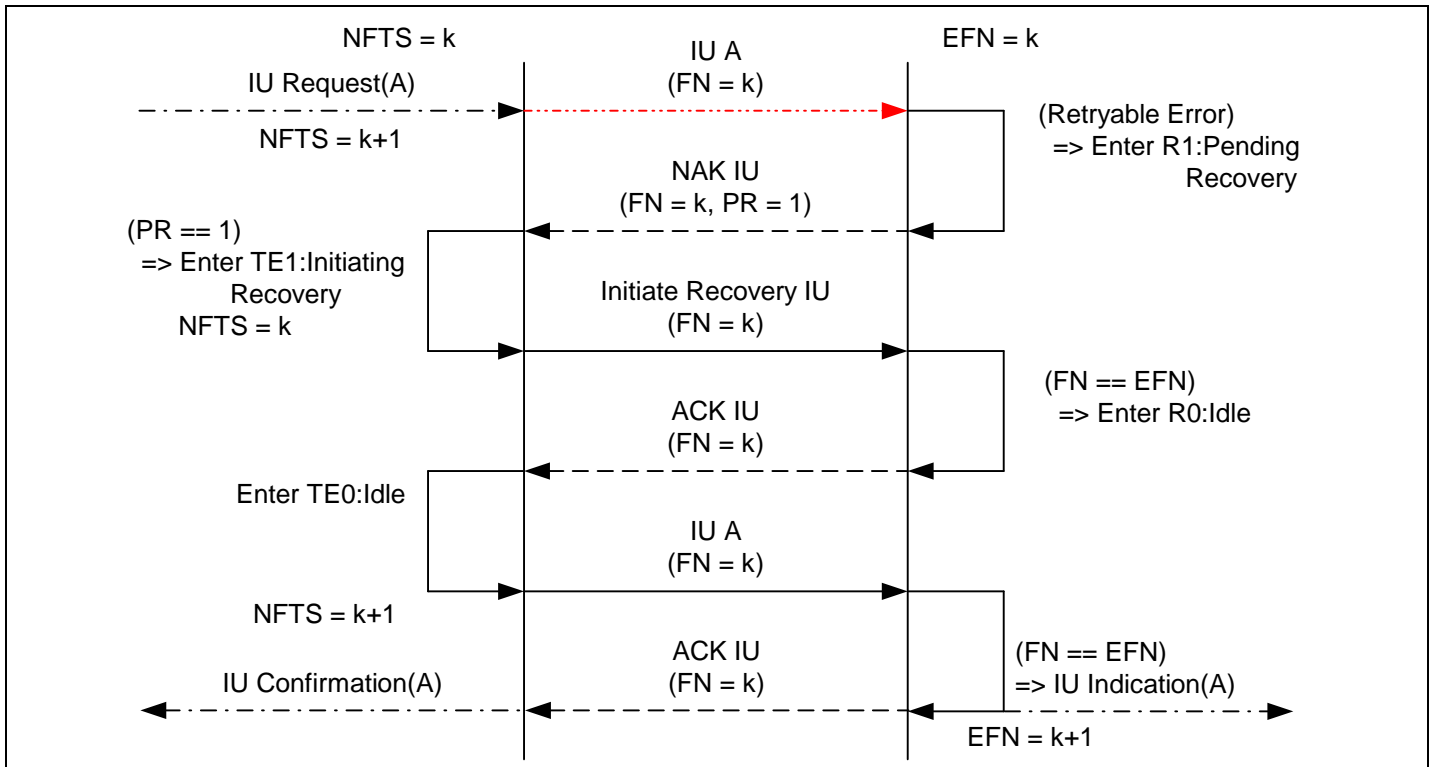 NFTS = k
EFN = k
IU A
(FN = k)
IU Request(A)
NFTS = k+1
(Retryable Error)
=> Enter R1:Pending
Recovery
NAK IU
(FN = k, PR = 1)
(PR == 1)
=> Enter TE1:Initiating
Recovery
NFTS = k
Initiate Recovery IU
(FN = k)
(FN == EFN)
=> Enter R0:Idle
ACK IU
(FN = k)
Enter TE0:Idle
IU A
(FN = k)
NFTS = k+1
ACK IU
(FN = k)
(FN == EFN)
=> IU Indication(A)
IU Confirmation(A)
EFN = k+1